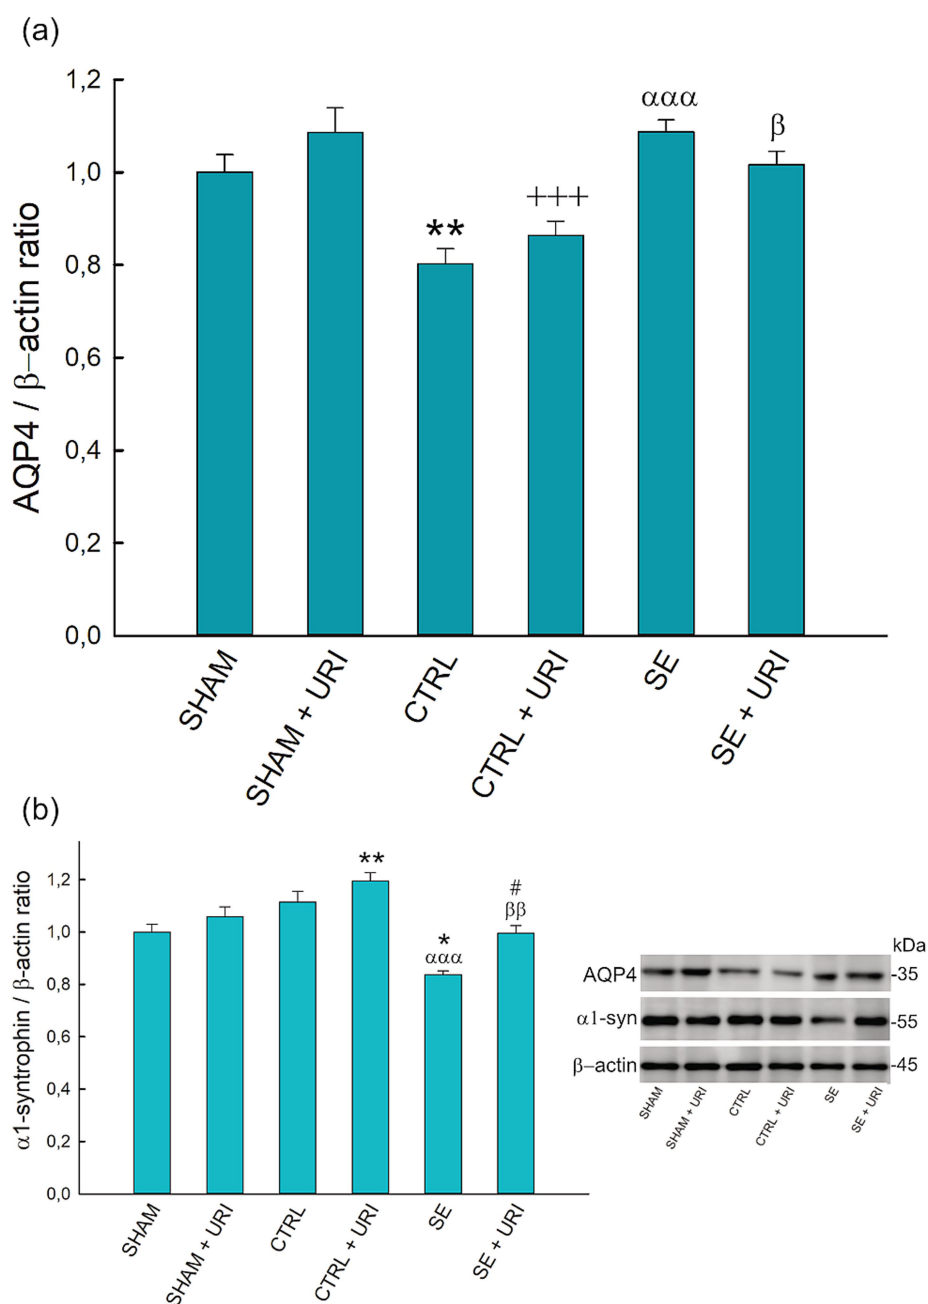 (a)
AQP4 / β−actin ratio
1,2
1,0
0,8
0,6
0,4
0,2
0,0
**
+++
ααα
β
SHAM
SHAM + URI
CTRL
CTRL + URI
SE
SE + URI
(b)
α1-syntrophin / β-actin ratio
1,2
1,0
0,8
0,6
0,4
0,2
0,0
**
*
ααα
#
ββ
SHAM
SHAM + URI
CTRL
CTRL + URI
SE
SE + URI
kDa
AQP4 -35
α1-syn -55
β−actin -45
SHAM
SHAM + URI
CTRL
CTRL + URI
SE
SE + URI